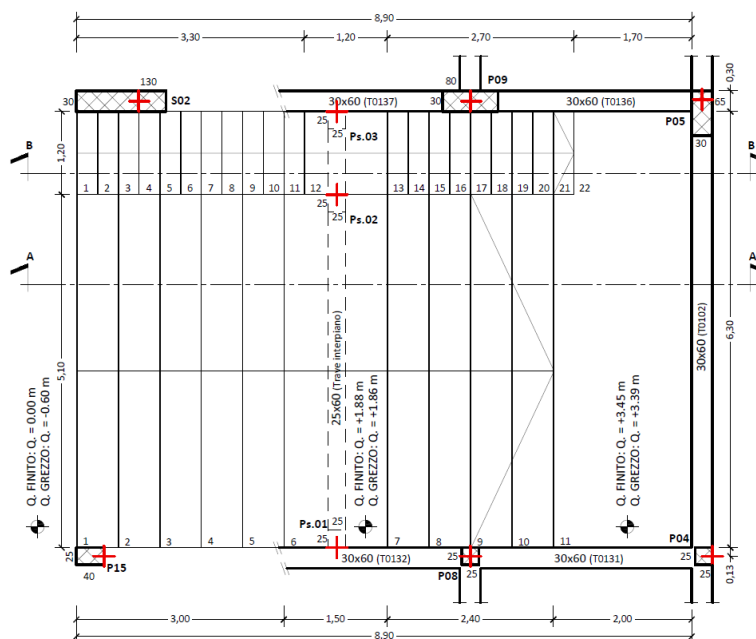 8,90
3,30 1,20 2,70 1,70
130 80 P09 0,30
30 S02 30x60 (T0137) 30 30x60 (T0136) 65
25 P05
25 Ps.03 30
B B
1,20
1 2 3 4 5 6 7 8 9 10 11 12 13 14 15 16 17 18 19 20 21 22
25
25 Ps.02
A A
5,10
25x60 (Trave interpiano)
30x60 (T0102)
6,30
Q. FINITO: Q. = 0.00 m
Q. GREZZO: Q. = -0.60 m
Q. FINITO: Q. = +1.88 m
Q. GREZZO: Q. = +1.86 m
Q. FINITO: Q. = +3.45 m
Q. GREZZO: Q. = +3.39 m
Ps.01 25
25 P04
1 2 3 4 5 6 7 8 9 10 11
25 30x60 (T0132) 25 30x60 (T0131) 25
P15 0,13
40 P08 25 25
3,00 1,50 2,40 2,00
8,90